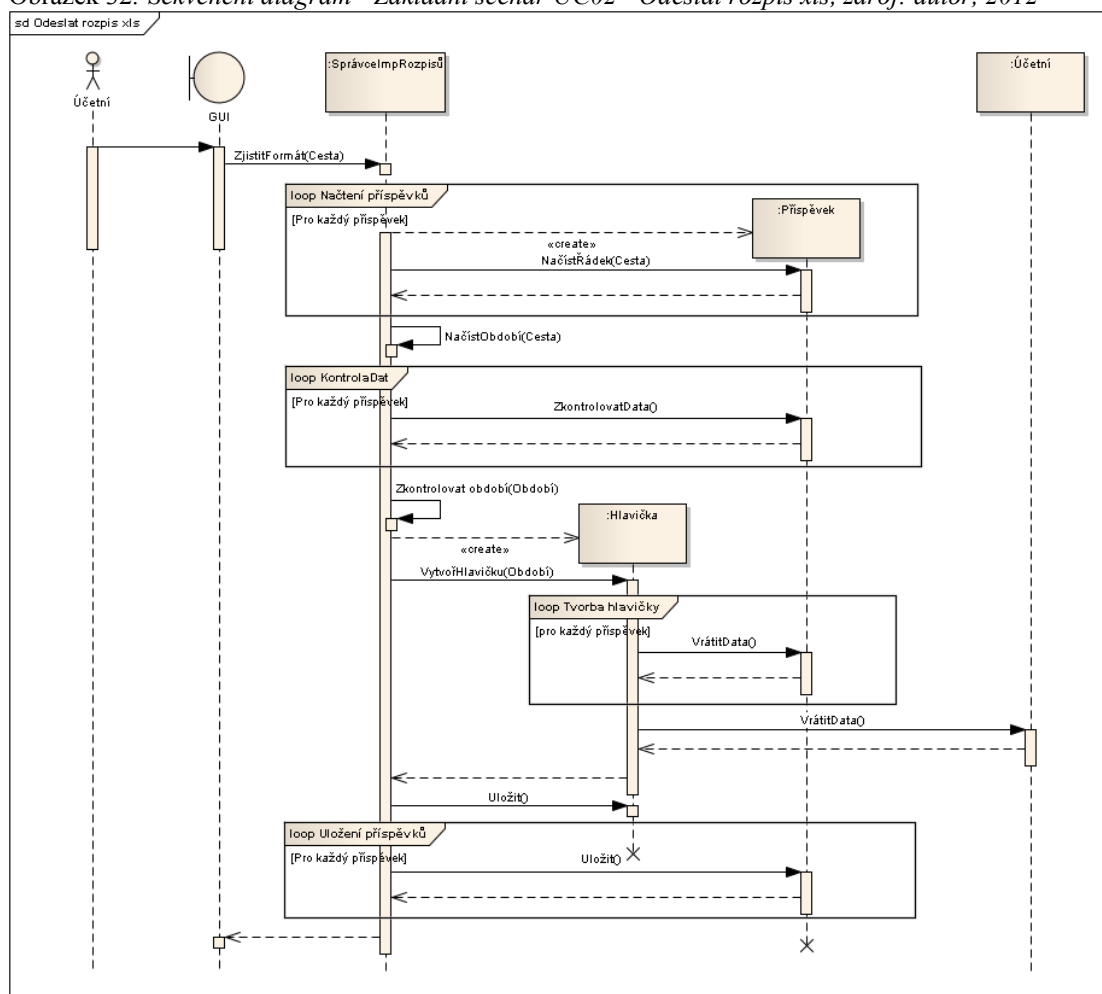 Obrázek 32: Sekvenční diagram - Základní scénář UC02 - Odeslat rozpis xls, zdroj: autor, 2012
sd Odeslat rozpis xls
:SprávceImpRozpisů
:Účetní
Účetní
GUI
ZjistitFormát(Cesta)
loop Načtení příspěvků
[Pro každý příspěvek]
:Příspěvek
«create»
NačístŘádek(Cesta)
NačístObdobí(Cesta)
loop KontrolaDat
[Pro každý příspěvek]
ZkontrolovatData()
Zkontrolovat období(Období)
:Hlavička
«create»
VytvořHlavičku(Období)
loop Tvorba hlavičky
[pro každý příspěvek]
VrátitData()
VrátitData()
Uložit()
loop Uložení příspěvků
[Pro každý příspěvek]
Uložit()